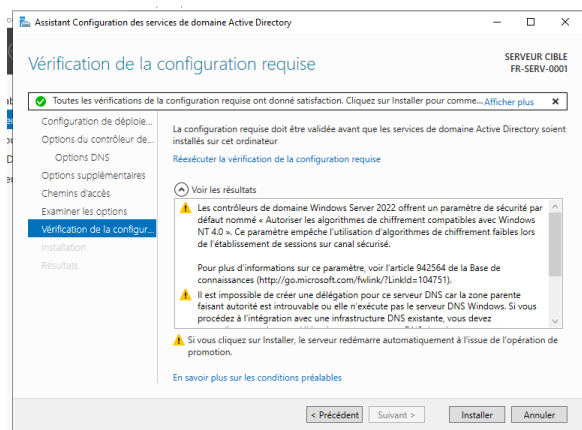 Assistant Configuration des services de domaine Active Directory
Vérification de la configuration requise
SERVEUR CIBLE
FR-SERV-0001
Toutes les vérifications de la configuration requise ont donné satisfaction. Cliquez sur Installer pour comme... Afficher plus
Configuration de déploie...
Options du contrôleur de...
Options DNS
Options supplémentaires
Chemins d'accès
Examiner les options
Vérification de la configur...
Installation
Résultats
La configuration requise doit être validée avant que les services de domaine Active Directory soient
installés sur cet ordinateur
Réexécuter la vérification de la configuration requise
Voir les résultats
Les contrôleurs de domaine Windows Server 2022 offrent un paramètre de sécurité par
défaut nommé « Autoriser les algorithmes de chiffrement compatibles avec Windows
NT 4.0 ». Ce paramètre empêche l'utilisation d'algorithmes de chiffrement faibles lors
de l'établissement de sessions sur canal sécurisé.
Pour plus d'informations sur ce paramètre, voir l'article 942564 de la Base de
connaissances (http://go.microsoft.com/fwlink/?LinkId=104751).
Il est impossible de créer une délégation pour ce serveur DNS car la zone parente
faisant autorité est introuvable ou elle n'exécute pas le serveur DNS Windows. Si vous
procédez à l'intégration avec une infrastructure DNS existante, vous devez
Si vous cliquez sur Installer, le serveur redémarre automatiquement à l'issue de l'opération de
promotion.
En savoir plus sur les conditions préalables
< Précédent
Suivant >
Installer
Annuler